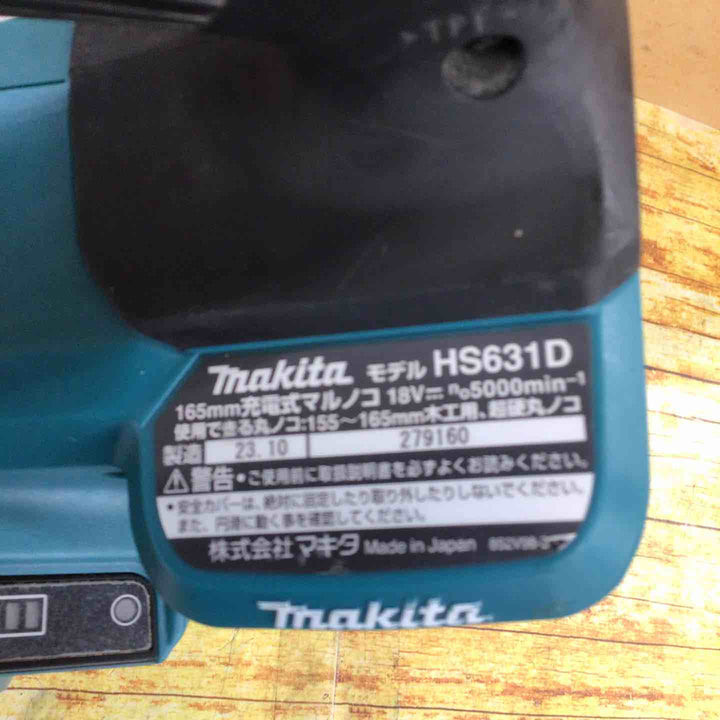 >TPE<
makita モデル HS631D
165mm充電式マルノコ 18V⎓ n₀5000min⁻¹
使用できる丸ノコ:155～165mm木工用、超硬丸ノコ
製造 23.10 279160
⚠警告・ご使用前に取扱説明書を必ずよくお読みください。
・安全カバーは、絶対に固定したり取り外したりしないでください。
また、円滑に動く事を確認してください。
株式会社マキタ Made in Japan
makita